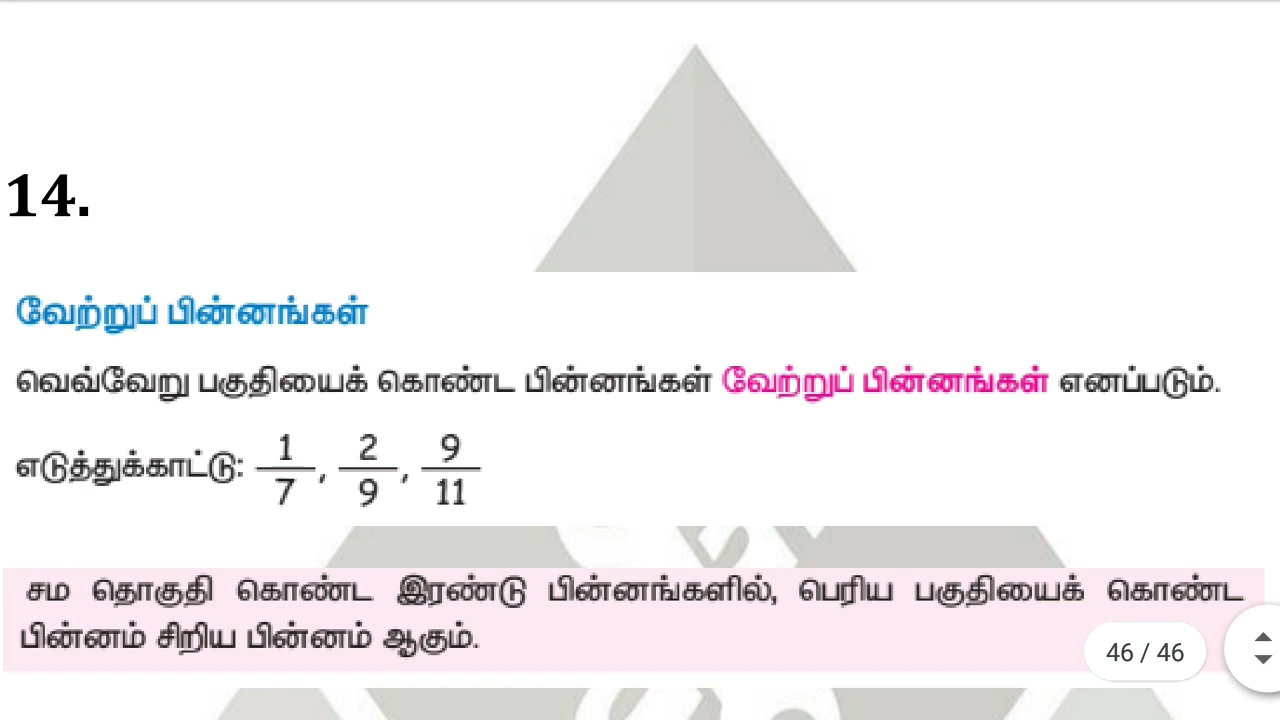 14.
வேற்றுப் பின்னங்கள்
வெவ்வேறு பகுதியைக் கொண்ட பின்னங்கள் வேற்றுப் பின்னங்கள் எனப்படும்.
எடுத்துக்காட்டு: 1/7, 2/9, 9/11
சம தொகுதி கொண்ட இரண்டு பின்னங்களில், பெரிய பகுதியைக் கொண்ட
பின்னம் சிறிய பின்னம் ஆகும்.
46 / 46